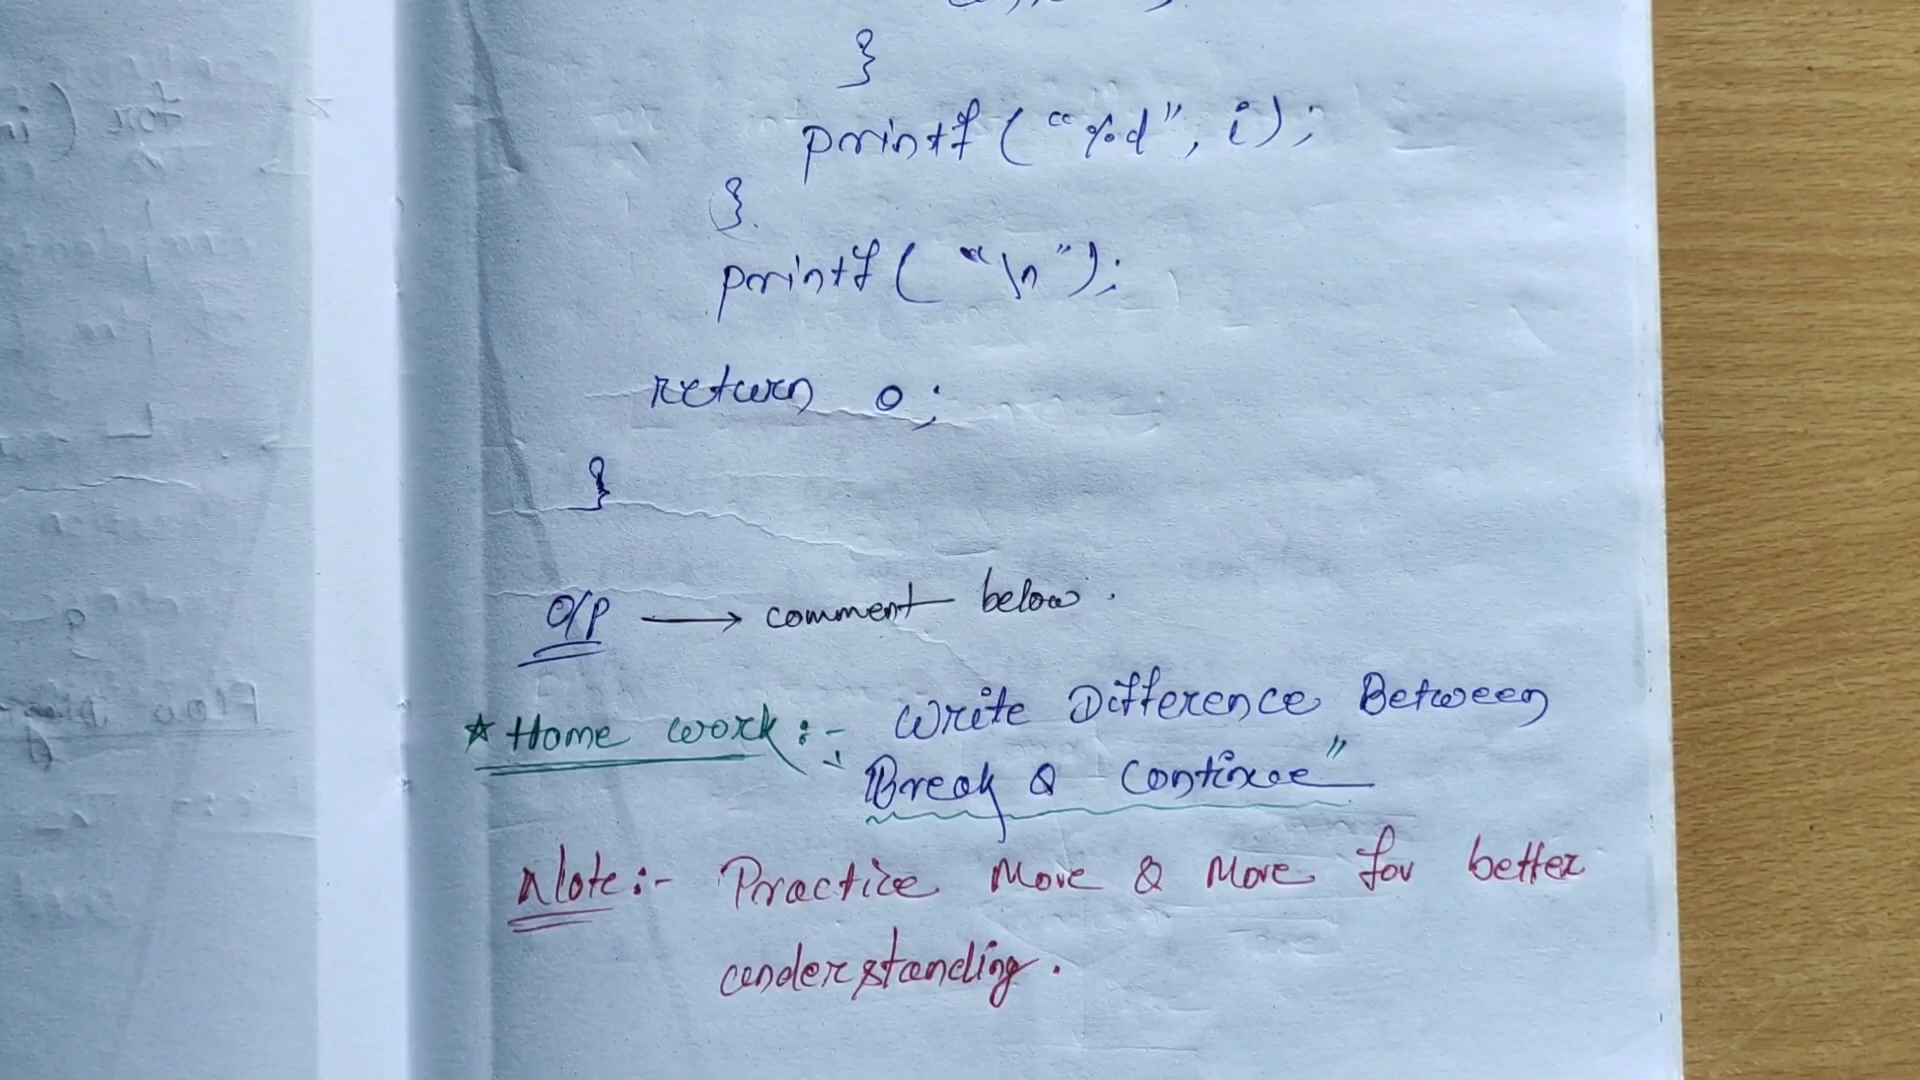 }
printf ( "%d", i);
}.
printf ( "\n");
return 0;
}
O/P → comment below.
* Home work :- Write Difference Between
Break & Continue"
Note :- Practice More & More for better
understanding.